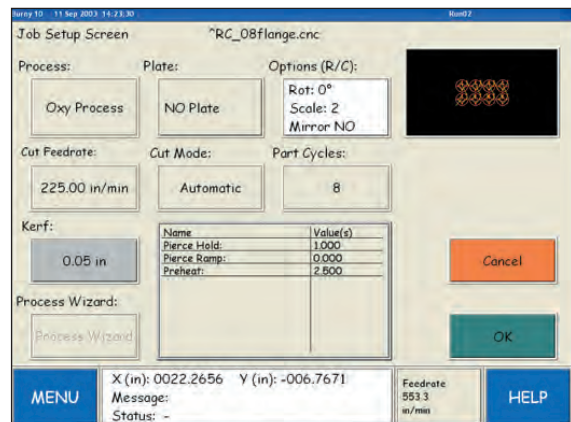 Burny 10 11 Sep 2003 14:23:30 Run02
Job Setup Screen ^RC_08flange.cnc
Process: Plate: Options (R/C):
Oxy Process NO Plate Rot: 0°
Scale: 2
Mirror NO
Cut Feedrate: Cut Mode: Part Cycles:
225.00 in/min Automatic 8
Kerf:
0.05 in
Name Value(s)
Pierce Hold: 1.000
Pierce Ramp: 0.000
Preheat: 2.500
Cancel
Process Wizard:
Process Wizard
OK
MENU
X (in): 0022.2656 Y (in): -006.7671
Message:
Status: -
Feedrate
553.3
in/min
HELP